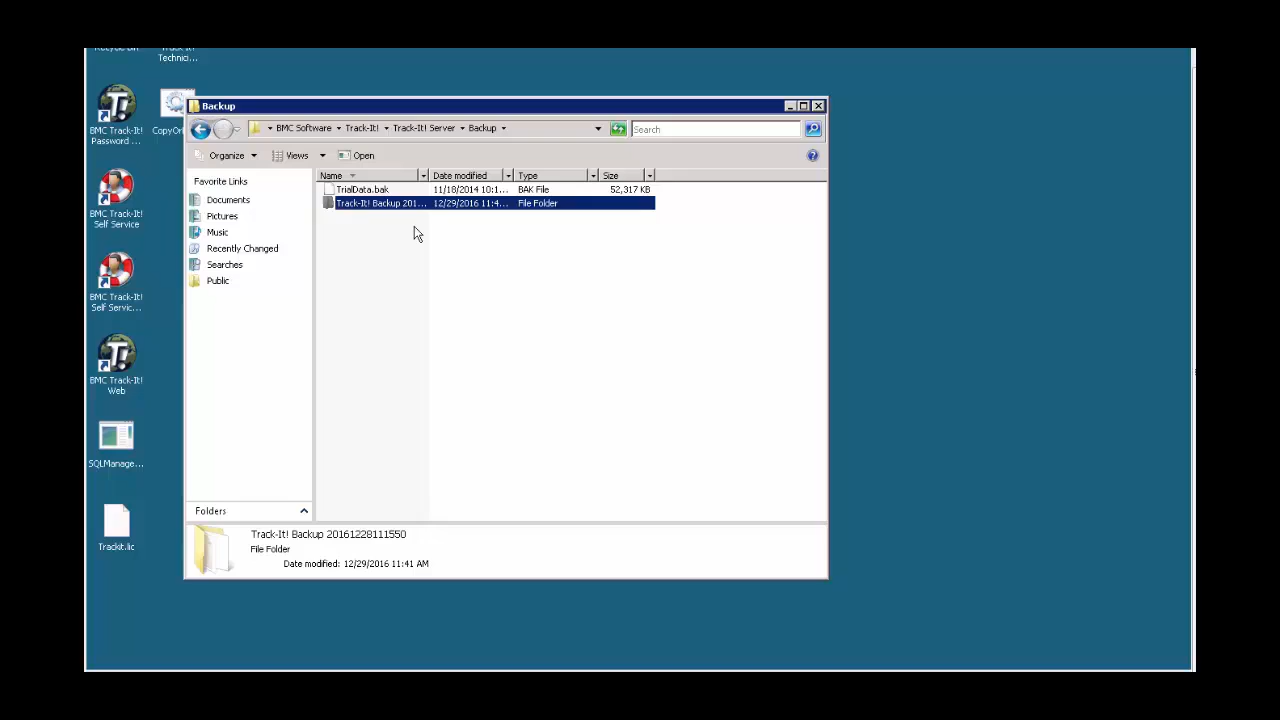 Technici...
BMC Track-It!
Password ...
BMC Track-It!
Self Service
BMC Track-It!
Self Servic...
BMC Track-It!
Web
SQLManage...
Trackit.lic
Backup
BMC Software Track-It! Track-It! Server Backup
Search
Organize Views Open
Favorite Links
Documents
Pictures
Music
Recently Changed
Searches
Public
Folders
Name Date modified Type Size
TrialData.bak 11/18/2014 10:1... BAK File 52,317 KB
Track-It! Backup 201... 12/29/2016 11:4... File Folder
Track-It! Backup 20161228111550
File Folder
Date modified: 12/29/2016 11:41 AM